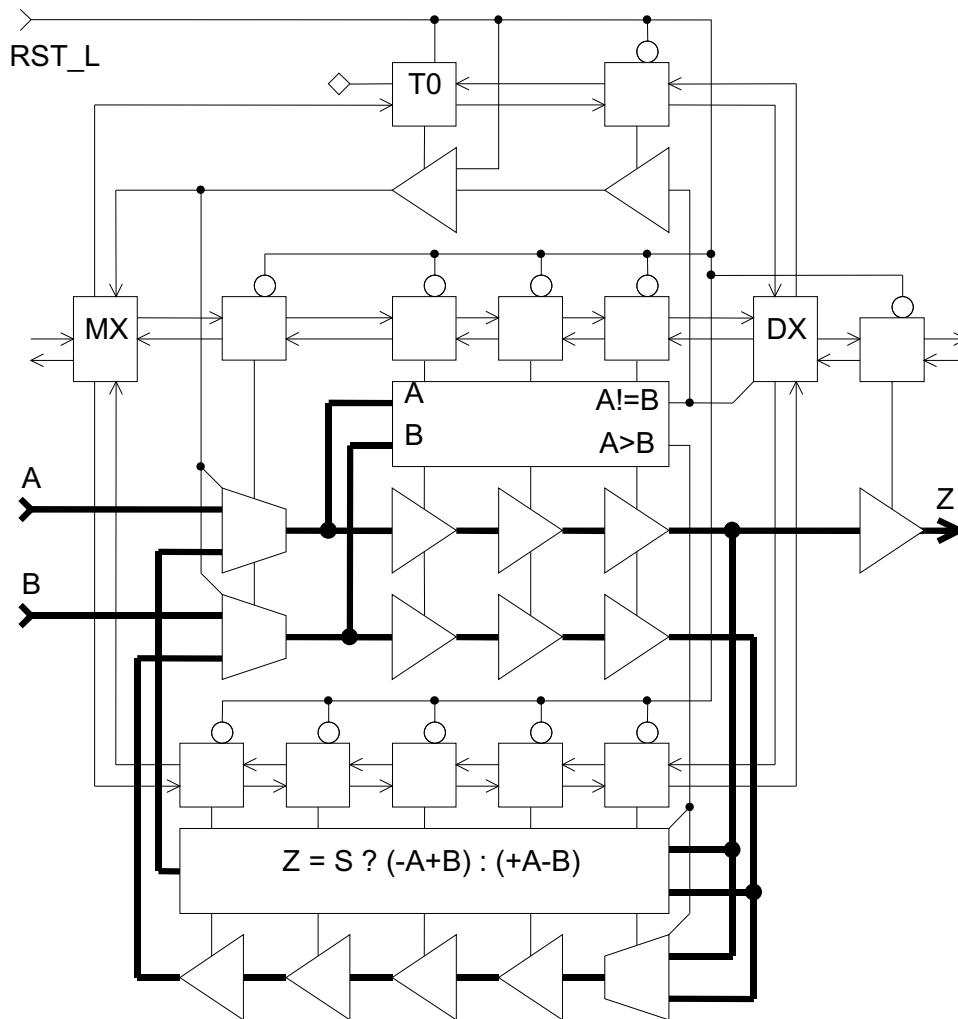 RST_L
T0
MX
DX
A
A!=B
B
A>B
A
Z
B
Z = S ? (-A+B) : (+A-B)